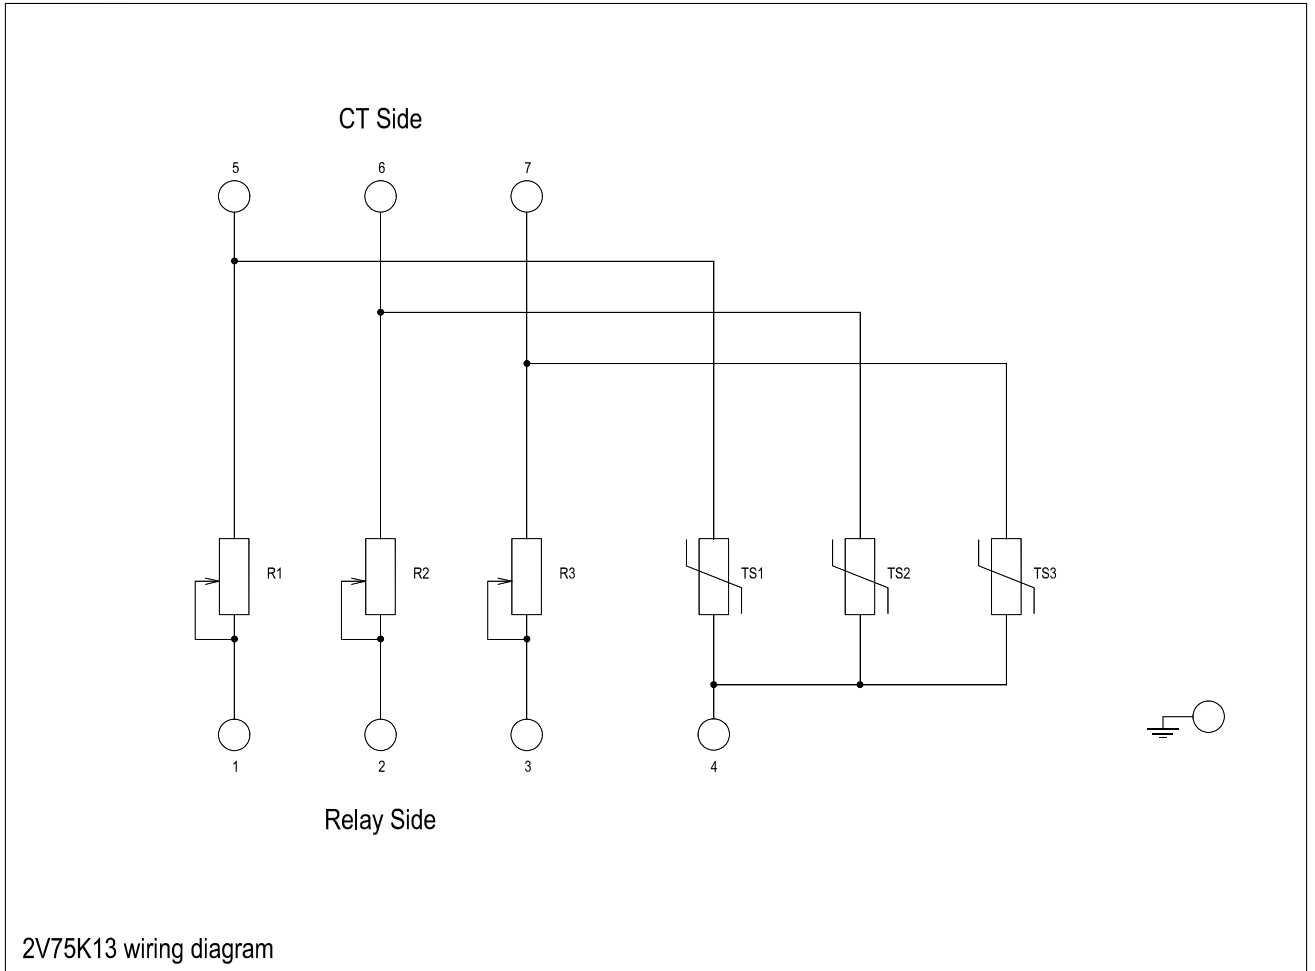 CT Side
5 6 7
R1 R2 R3 TS1 TS2 TS3
1 2 3 4
Relay Side
2V75K13 wiring diagram